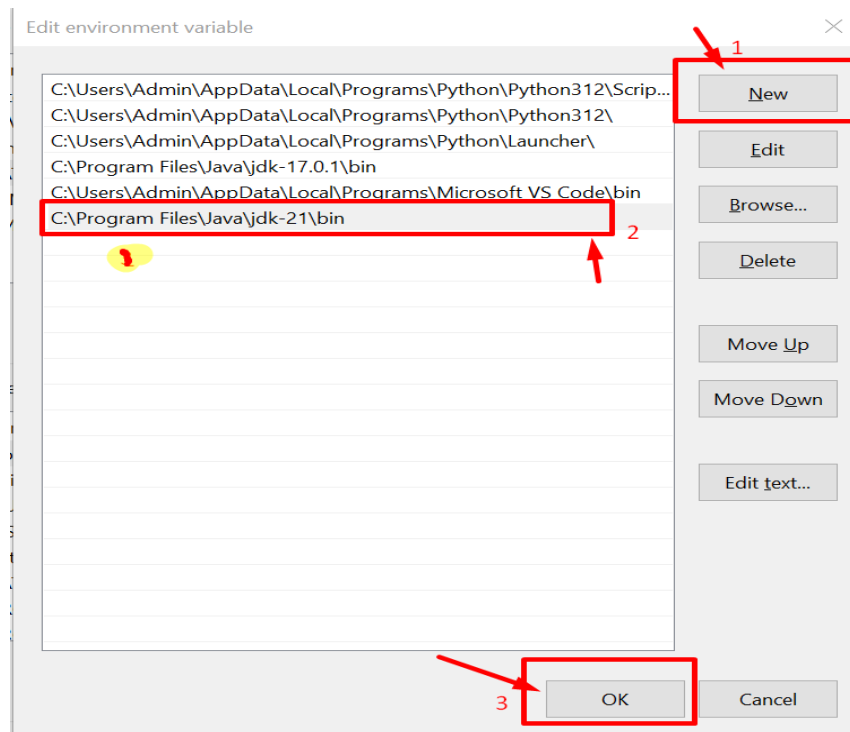 Edit environment variable
1
C:\Users\Admin\AppData\Local\Programs\Python\Python312\Scrip...
New
C:\Users\Admin\AppData\Local\Programs\Python\Python312\
C:\Users\Admin\AppData\Local\Programs\Python\Launcher\
Edit
C:\Program Files\Java\jdk-17.0.1\bin
C:\Users\Admin\AppData\Local\Programs\Microsoft VS Code\bin
Browse...
C:\Program Files\Java\jdk-21\bin
2
Delete
Move Up
Move Down
Edit text...
3
OK
Cancel